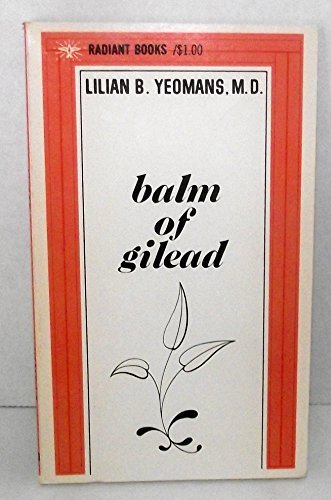 RADIANT BOOKS /$1.00
LILIAN B. YEOMANS, M.D.
balm
of
gilead